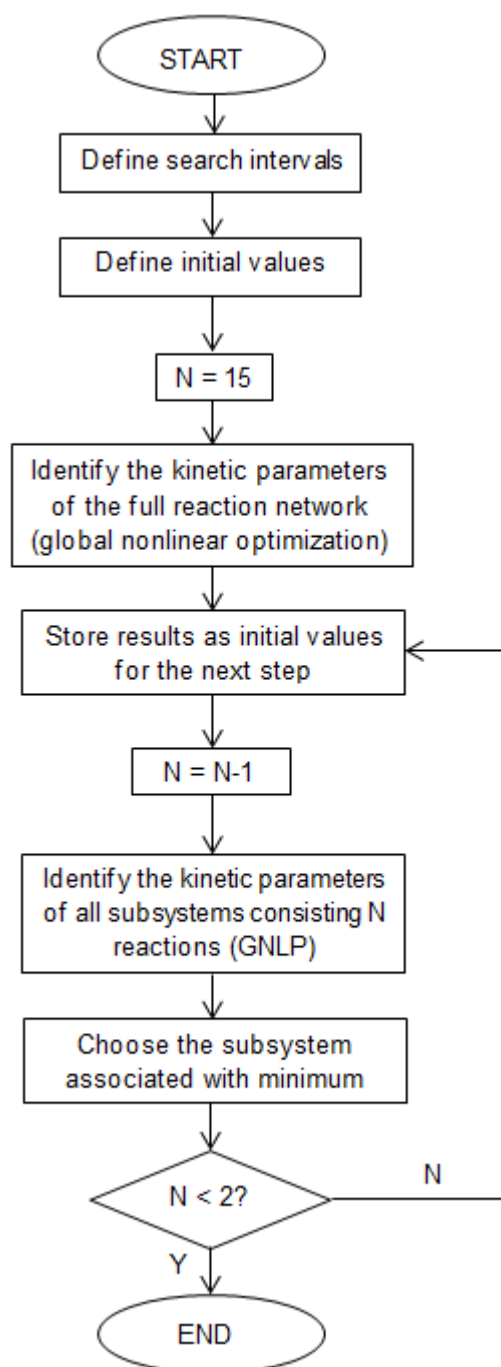 START
Define search intervals
Define initial values
N = 15
Identify the kinetic parameters
of the full reaction network
(global nonlinear optimization)
Store results as initial values
for the next step
N = N-1
Identify the kinetic parameters
of all subsystems consisting N
reactions (GNLP)
Choose the subsystem
associated with minimum
N < 2?
N
Y
END